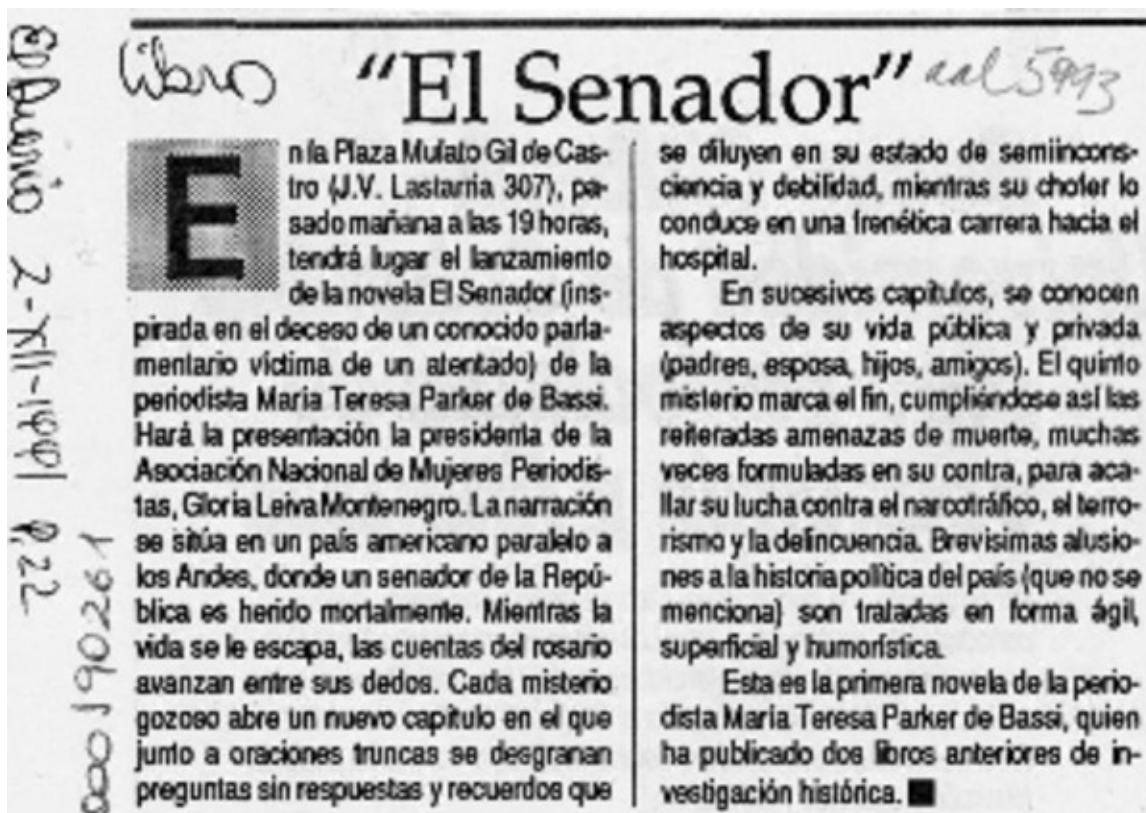 libros
"El Senador"
aal 5993
En la Plaza Mulato Gil de Cas-
tro (J.V. Lastarria 307), pa-
sado mañana a las 19 horas,
tendrá lugar el lanzamiento
de la novela El Senador (ins-
pirada en el deceso de un conocido parla-
mentario víctima de un atentado) de la
periodista María Teresa Parker de Bassi.
Hará la presentación la presidenta de la
Asociación Nacional de Mujeres Periodis-
tas, Gloria Leiva Montenegro. La narración
se sitúa en un país americano paralelo a
los Andes, donde un senador de la Repú-
blica es herido mortalmente. Mientras la
vida se le escapa, las cuentas del rosario
avanzan entre sus dedos. Cada misterio
gozoso abre un nuevo capítulo en el que
junto a oraciones truncas se desgranan
preguntas sin respuestas y recuerdos que
se diluyen en su estado de semiincons-
ciencia y debilidad, mientras su chofer lo
conduce en una frenética carrera hacia el
hospital.
En sucesivos capítulos, se conocen
aspectos de su vida pública y privada
(padres, esposa, hijos, amigos). El quinto
misterio marca el fin, cumpliéndose así las
reiteradas amenazas de muerte, muchas
veces formuladas en su contra, para aca-
llar su lucha contra el narcotráfico, el terro-
rismo y la delincuencia. Brevísimas alusio-
nes a la historia política del país (que no se
menciona) son tratadas en forma ágil,
superficial y humorística.
Esta es la primera novela de la perio-
dista María Teresa Parker de Bassi, quien
ha publicado dos libros anteriores de in-
vestigación histórica.
2-XII-1991 P.22
000190261